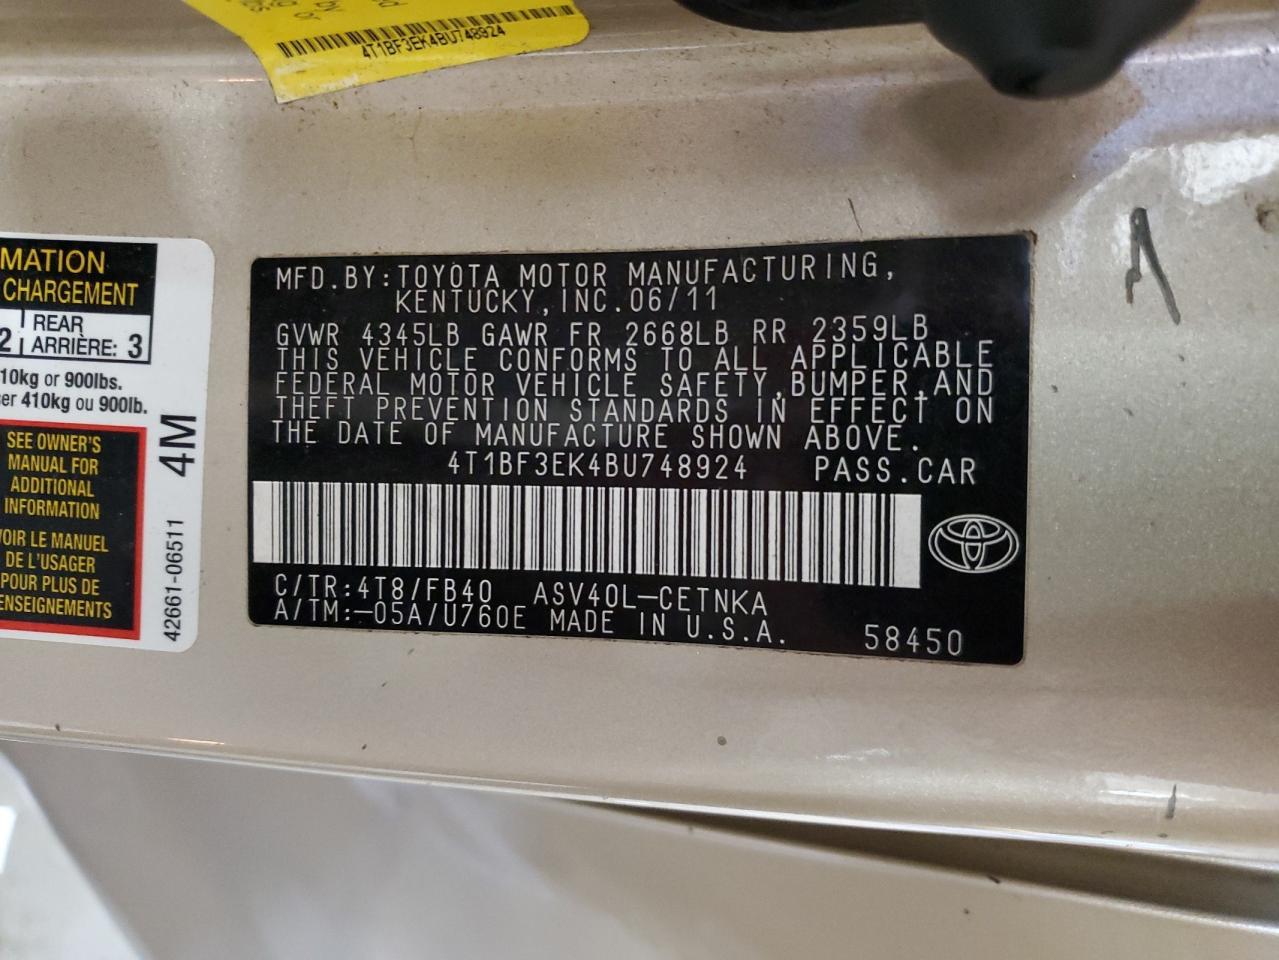 by
or
4T1BF3EK4BU748924
MATION
CHARGEMENT
2 REAR
ARRIÈRE: 3
10kg or 900lbs.
er 410kg ou 900lb.
SEE OWNER'S
MANUAL FOR
ADDITIONAL
INFORMATION
VOIR LE MANUEL
DE L'USAGER
POUR PLUS DE
ENSEIGNEMENTS
4M
42661-06511
MFD.BY:TOYOTA MOTOR MANUFACTURING,
KENTUCKY,INC.06/11
GVWR 4345LB GAWR FR 2668LB RR 2359LB
THIS VEHICLE CONFORMS TO ALL APPLICABLE
FEDERAL MOTOR VEHICLE SAFETY,BUMPER,AND
THEFT PREVENTION STANDARDS IN EFFECT ON
THE DATE OF MANUFACTURE SHOWN ABOVE.
4T1BF3EK4BU748924 PASS.CAR
C/TR:4T8/FB40 ASV40L-CETNKA
A/TM:-05A/U760E MADE IN U.S.A. 58450